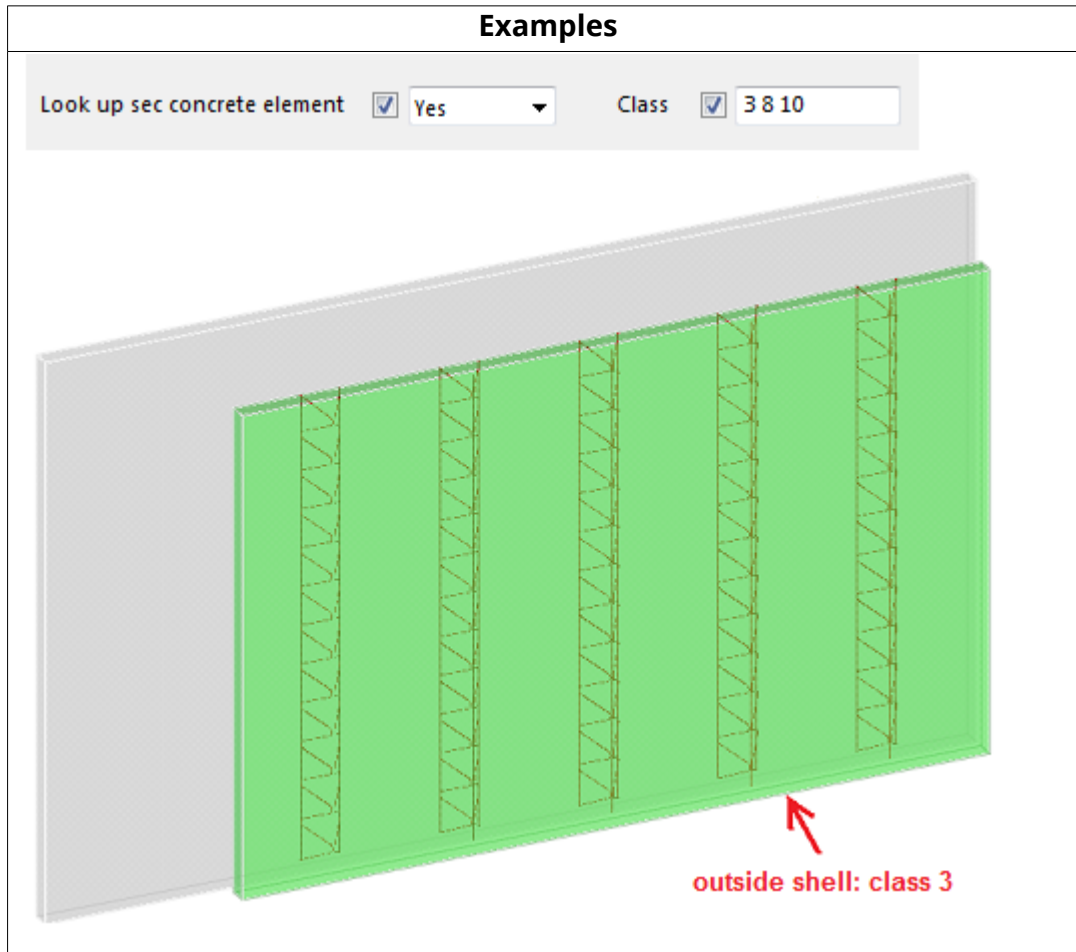 Examples
Look up sec concrete element Yes Class 3 8 10
outside shell: class 3